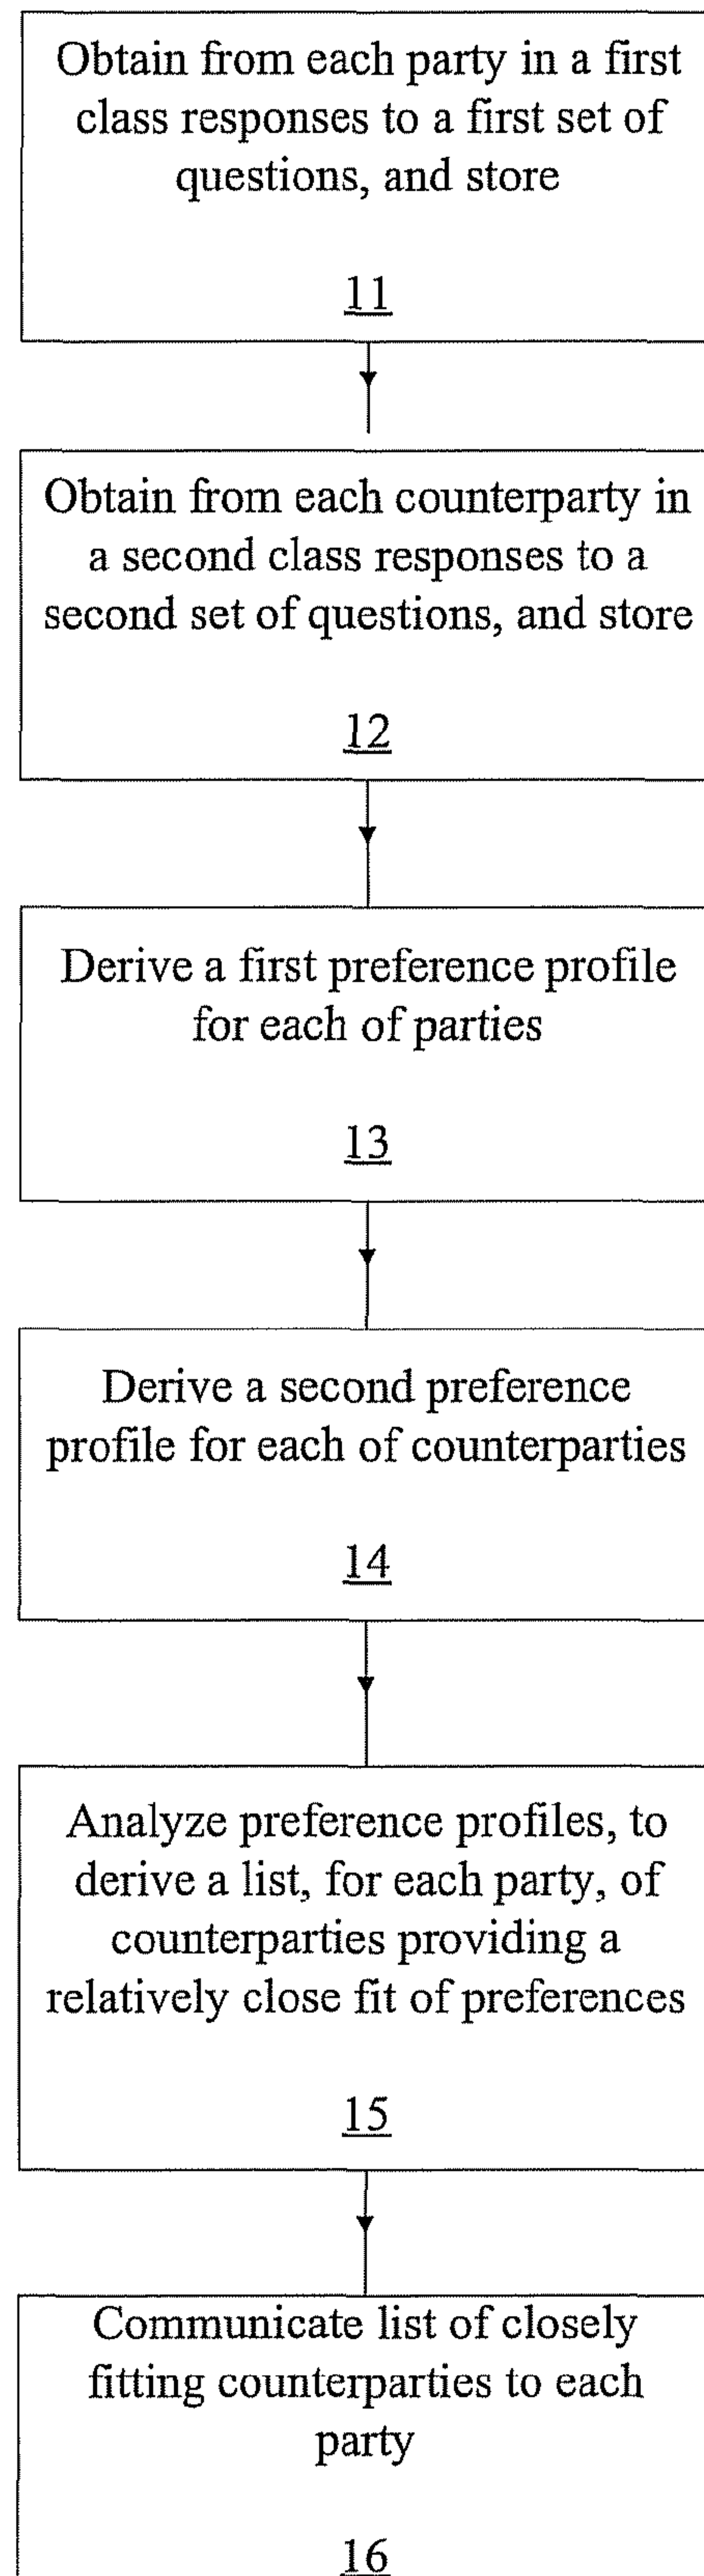 Obtain from each party in a first
class responses to a first set of
questions, and store
11
Obtain from each counterparty in
a second class responses to a
second set of questions, and store
12
Derive a first preference profile
for each of parties
13
Derive a second preference
profile for each of counterparties
14
Analyze preference profiles, to
derive a list, for each party, of
counterparties providing a
relatively close fit of preferences
15
Communicate list of closely
fitting counterparties to each
party
16